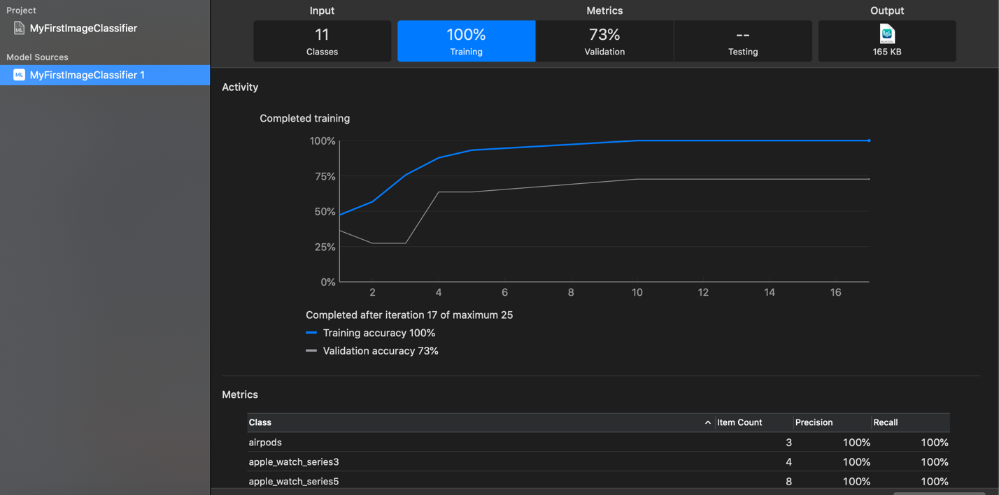 Project
MyFirstImageClassifier
Model Sources
ML MyFirstImageClassifier 1
Input
Metrics
Output
11
Classes
100%
Training
73%
Validation
--
Testing
165 KB
Activity
Completed training
100%
75%
50%
25%
0%
2 4 6 8 10 12 14 16
Completed after iteration 17 of maximum 25
Training accuracy 100%
Validation accuracy 73%
Metrics
Class Item Count Precision Recall
airpods 3 100% 100%
apple_watch_series3 4 100% 100%
apple_watch_series5 8 100% 100%